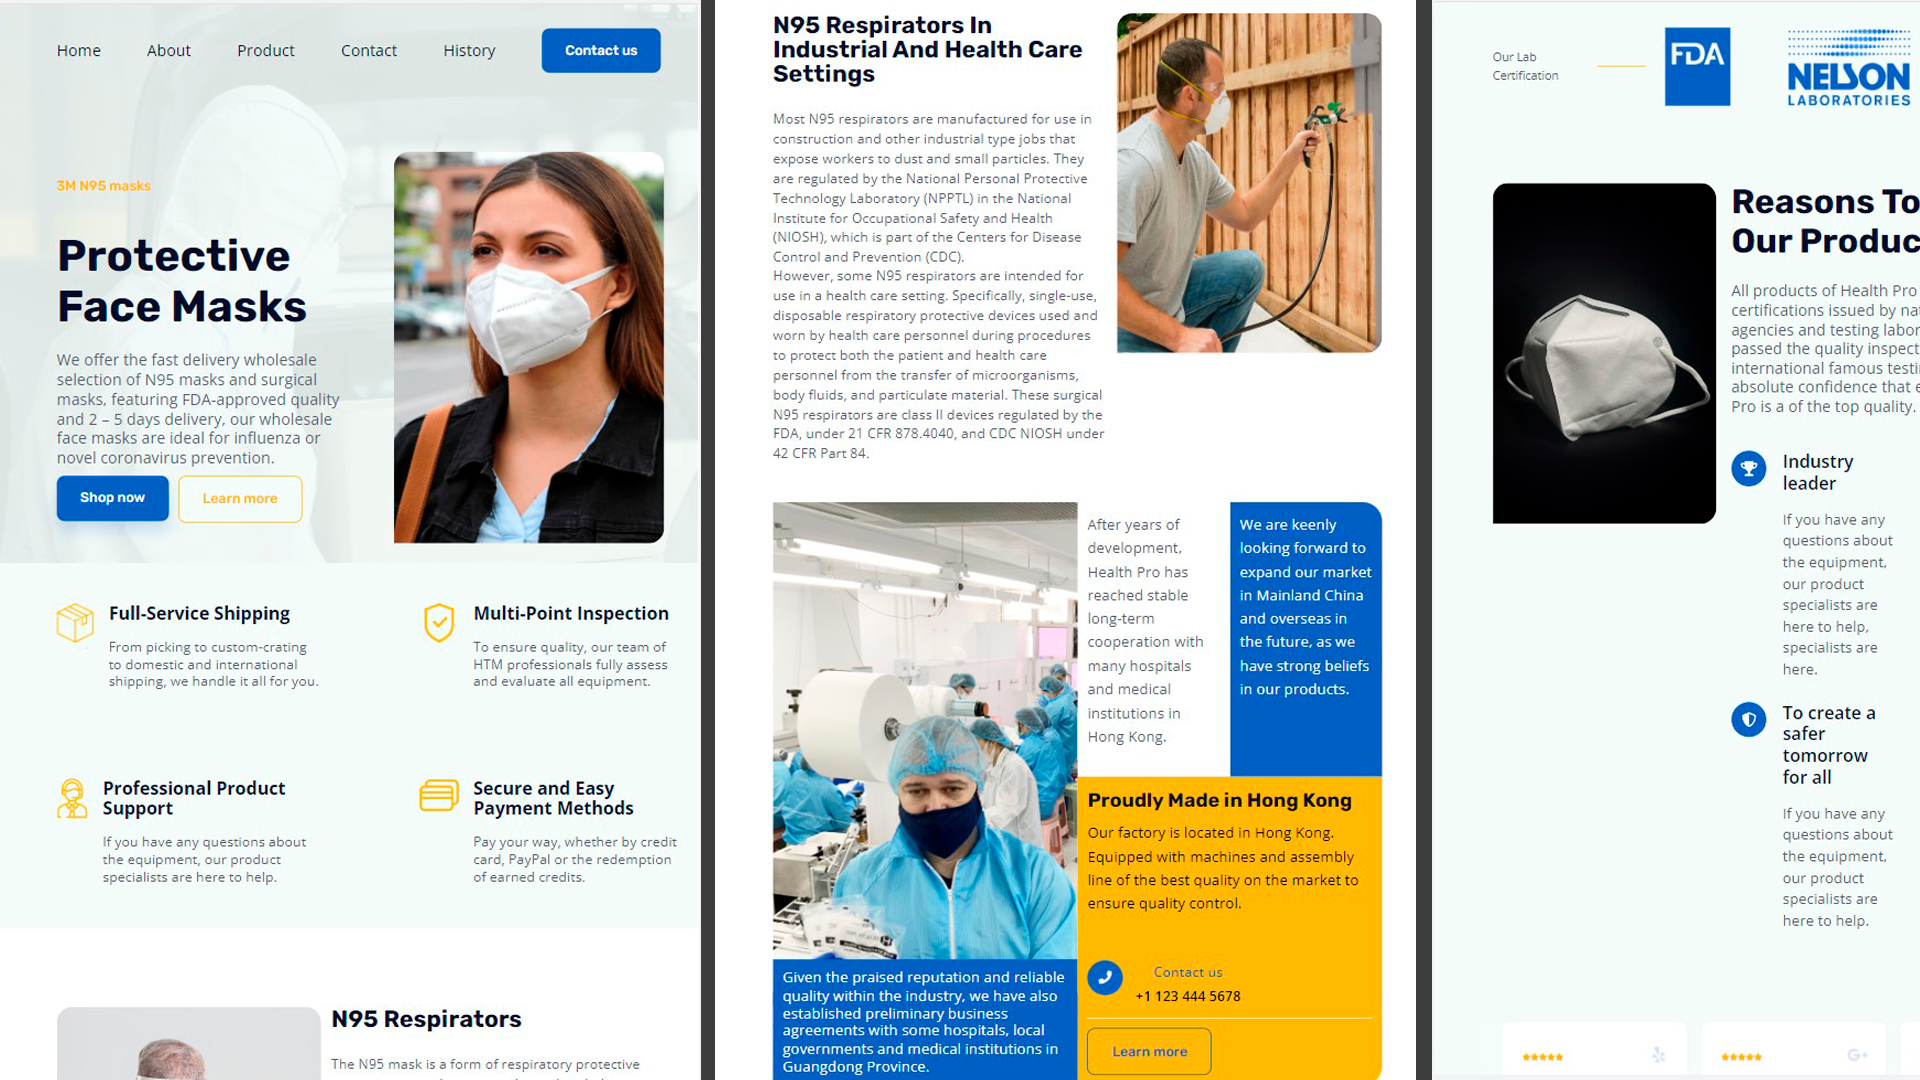 Home
About
Product
Contact
History
Contact us
3M N95 masks
Protective
Face Masks
We offer the fast delivery wholesale
selection of N95 masks and surgical
masks, featuring FDA-approved quality
and 2 – 5 days delivery, our wholesale
face masks are ideal for influenza or
novel coronavirus prevention.
Shop now
Learn more
Full-Service Shipping
From picking to custom-crating
to domestic and international
shipping, we handle it all for you.
Multi-Point Inspection
To ensure quality, our team of
HTM professionals fully assess
and evaluate all equipment.
Professional Product
Support
If you have any questions about
the equipment, our product
specialists are here to help.
Secure and Easy
Payment Methods
Pay your way, whether by credit
card, PayPal or the redemption
of earned credits.
N95 Respirators
The N95 mask is a form of respiratory protective
N95 Respirators In
Industrial And Health Care
Settings
Most N95 respirators are manufactured for use in
construction and other industrial type jobs that
expose workers to dust and small particles. They
are regulated by the National Personal Protective
Technology Laboratory (NPPTL) in the National
Institute for Occupational Safety and Health
(NIOSH), which is part of the Centers for Disease
Control and Prevention (CDC).
However, some N95 respirators are intended for
use in a health care setting. Specifically, single-use,
disposable respiratory protective devices used and
worn by health care personnel during procedures
to protect both the patient and health care
personnel from the transfer of microorganisms,
body fluids, and particulate material. These surgical
N95 respirators are class II devices regulated by the
FDA, under 21 CFR 878.4040, and CDC NIOSH under
42 CFR Part 84.
After years of
development,
Health Pro has
reached stable
long-term
cooperation with
many hospitals
and medical
institutions in
Hong Kong.
We are keenly
looking forward to
expand our market
in Mainland China
and overseas in
the future, as we
have strong beliefs
in our products.
Proudly Made in Hong Kong
Our factory is located in Hong Kong.
Equipped with machines and assembly
line of the best quality on the market to
ensure quality control.
Contact us
+1 123 444 5678
Learn more
Given the praised reputation and reliable
quality within the industry, we have also
established preliminary business
agreements with some hospitals, local
governments and medical institutions in
Guangdong Province.
Our Lab
Certification
FDA
NELSON
LABORATORIES
Reasons To
Our Produc
All products of Health Pro
certifications issued by na
agencies and testing labor
passed the quality inspect
international famous testi
absolute confidence that e
Pro is a of the top quality.
Industry
leader
If you have any
questions about
the equipment,
our product
specialists are
here to help,
specialists are
here.
To create a
safer
tomorrow
for all
If you have any
questions about
the equipment,
our product
specialists are
here to help.
G+